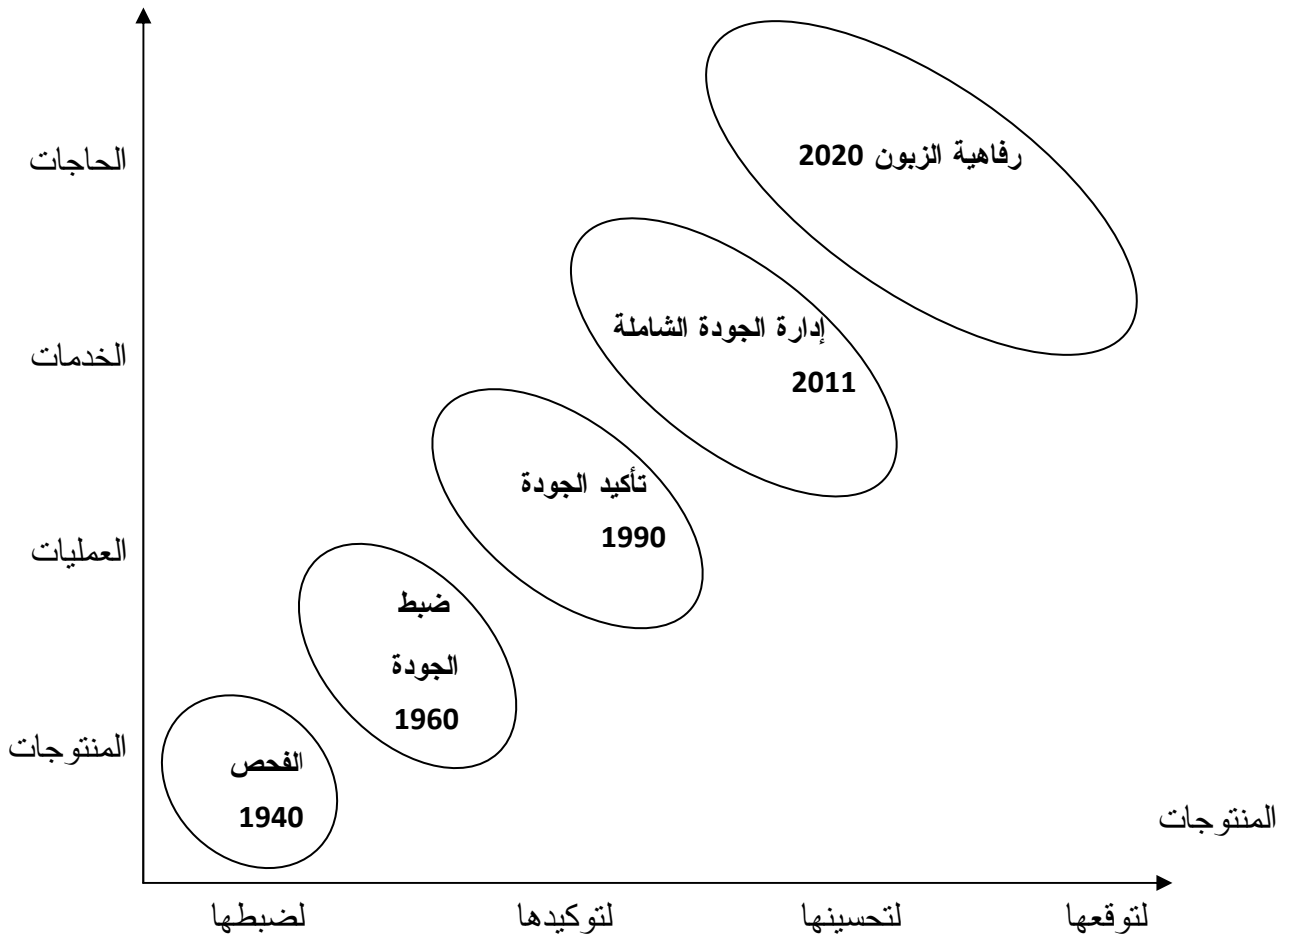 الحاجات
رفاهية الزبون 2020
الخدمات
إدارة الجودة الشاملة
2011
تأكيد الجودة
1990
العمليات
ضبط
الجودة
1960
المنتوجات
الفحص
1940
المنتوجات
لضبطها
لتوكيدها
لتحسينها
لتوقعها